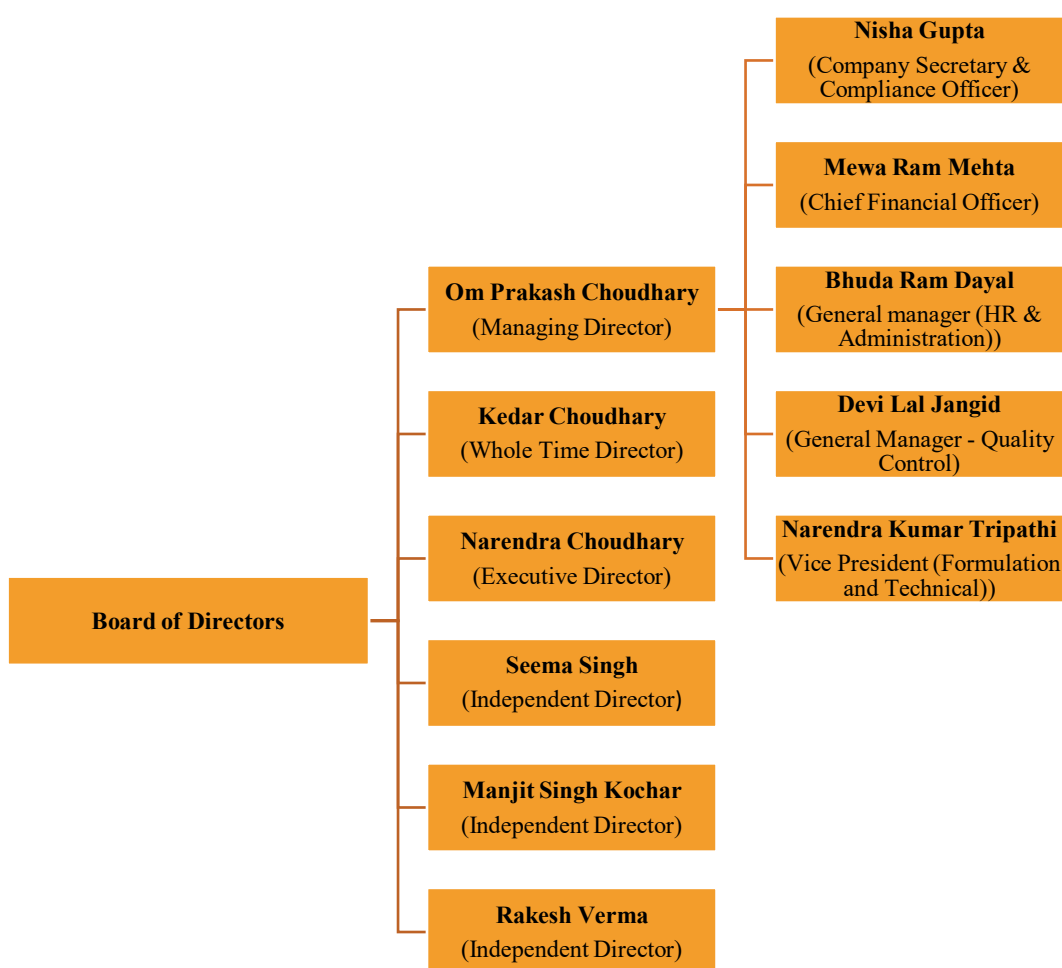 Board of Directors
Om Prakash Choudhary
(Managing Director)
Kedar Choudhary
(Whole Time Director)
Narendra Choudhary
(Executive Director)
Seema Singh
(Independent Director)
Manjit Singh Kochar
(Independent Director)
Rakesh Verma
(Independent Director)
Nisha Gupta
(Company Secretary &
Compliance Officer)
Mewa Ram Mehta
(Chief Financial Officer)
Bhuda Ram Dayal
(General manager (HR &
Administration))
Devi Lal Jangid
(General Manager - Quality
Control)
Narendra Kumar Tripathi
(Vice President (Formulation
and Technical))